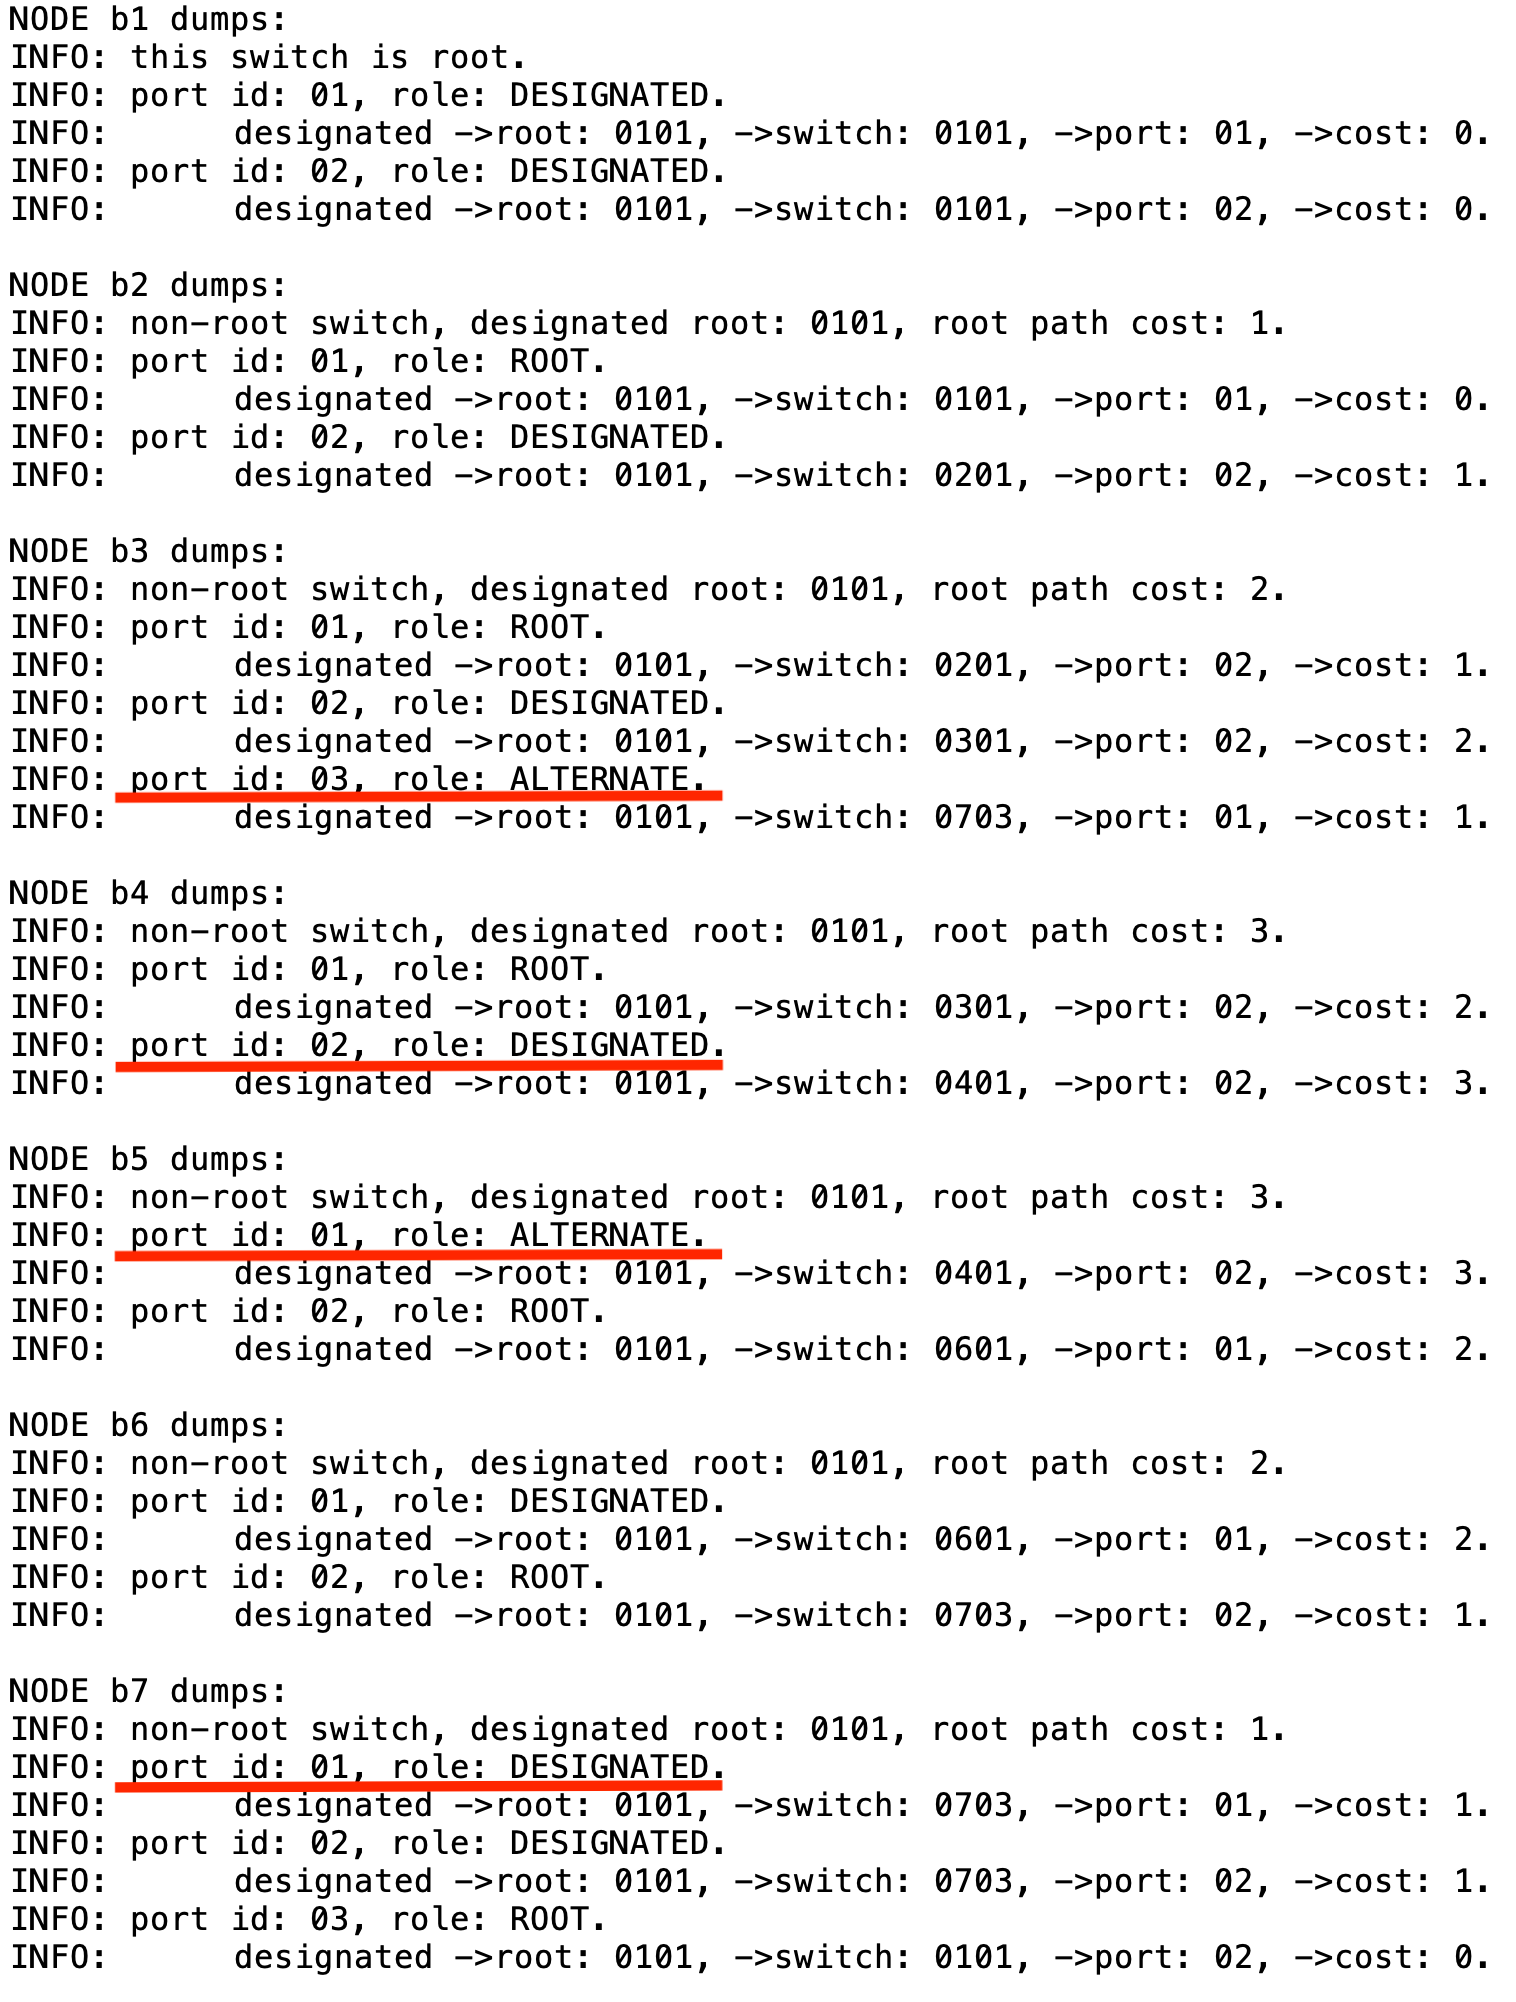 NODE b1 dumps:
INFO: this switch is root.
INFO: port id: 01, role: DESIGNATED.
INFO:       designated ->root: 0101, ->switch: 0101, ->port: 01, ->cost: 0.
INFO: port id: 02, role: DESIGNATED.
INFO:       designated ->root: 0101, ->switch: 0101, ->port: 02, ->cost: 0.

NODE b2 dumps:
INFO: non-root switch, designated root: 0101, root path cost: 1.
INFO: port id: 01, role: ROOT.
INFO:       designated ->root: 0101, ->switch: 0101, ->port: 01, ->cost: 0.
INFO: port id: 02, role: DESIGNATED.
INFO:       designated ->root: 0101, ->switch: 0201, ->port: 02, ->cost: 1.

NODE b3 dumps:
INFO: non-root switch, designated root: 0101, root path cost: 2.
INFO: port id: 01, role: ROOT.
INFO:       designated ->root: 0101, ->switch: 0201, ->port: 02, ->cost: 1.
INFO: port id: 02, role: DESIGNATED.
INFO:       designated ->root: 0101, ->switch: 0301, ->port: 02, ->cost: 2.
INFO: port id: 03, role: ALTERNATE.
INFO:       designated ->root: 0101, ->switch: 0703, ->port: 01, ->cost: 1.

NODE b4 dumps:
INFO: non-root switch, designated root: 0101, root path cost: 3.
INFO: port id: 01, role: ROOT.
INFO:       designated ->root: 0101, ->switch: 0301, ->port: 02, ->cost: 2.
INFO: port id: 02, role: DESIGNATED.
INFO:       designated ->root: 0101, ->switch: 0401, ->port: 02, ->cost: 3.

NODE b5 dumps:
INFO: non-root switch, designated root: 0101, root path cost: 3.
INFO: port id: 01, role: ALTERNATE.
INFO:       designated ->root: 0101, ->switch: 0401, ->port: 02, ->cost: 3.
INFO: port id: 02, role: ROOT.
INFO:       designated ->root: 0101, ->switch: 0601, ->port: 01, ->cost: 2.

NODE b6 dumps:
INFO: non-root switch, designated root: 0101, root path cost: 2.
INFO: port id: 01, role: DESIGNATED.
INFO:       designated ->root: 0101, ->switch: 0601, ->port: 01, ->cost: 2.
INFO: port id: 02, role: ROOT.
INFO:       designated ->root: 0101, ->switch: 0703, ->port: 02, ->cost: 1.

NODE b7 dumps:
INFO: non-root switch, designated root: 0101, root path cost: 1.
INFO: port id: 01, role: DESIGNATED.
INFO:       designated ->root: 0101, ->switch: 0703, ->port: 01, ->cost: 1.
INFO: port id: 02, role: DESIGNATED.
INFO:       designated ->root: 0101, ->switch: 0703, ->port: 02, ->cost: 1.
INFO: port id: 03, role: ROOT.
INFO:       designated ->root: 0101, ->switch: 0101, ->port: 02, ->cost: 0.